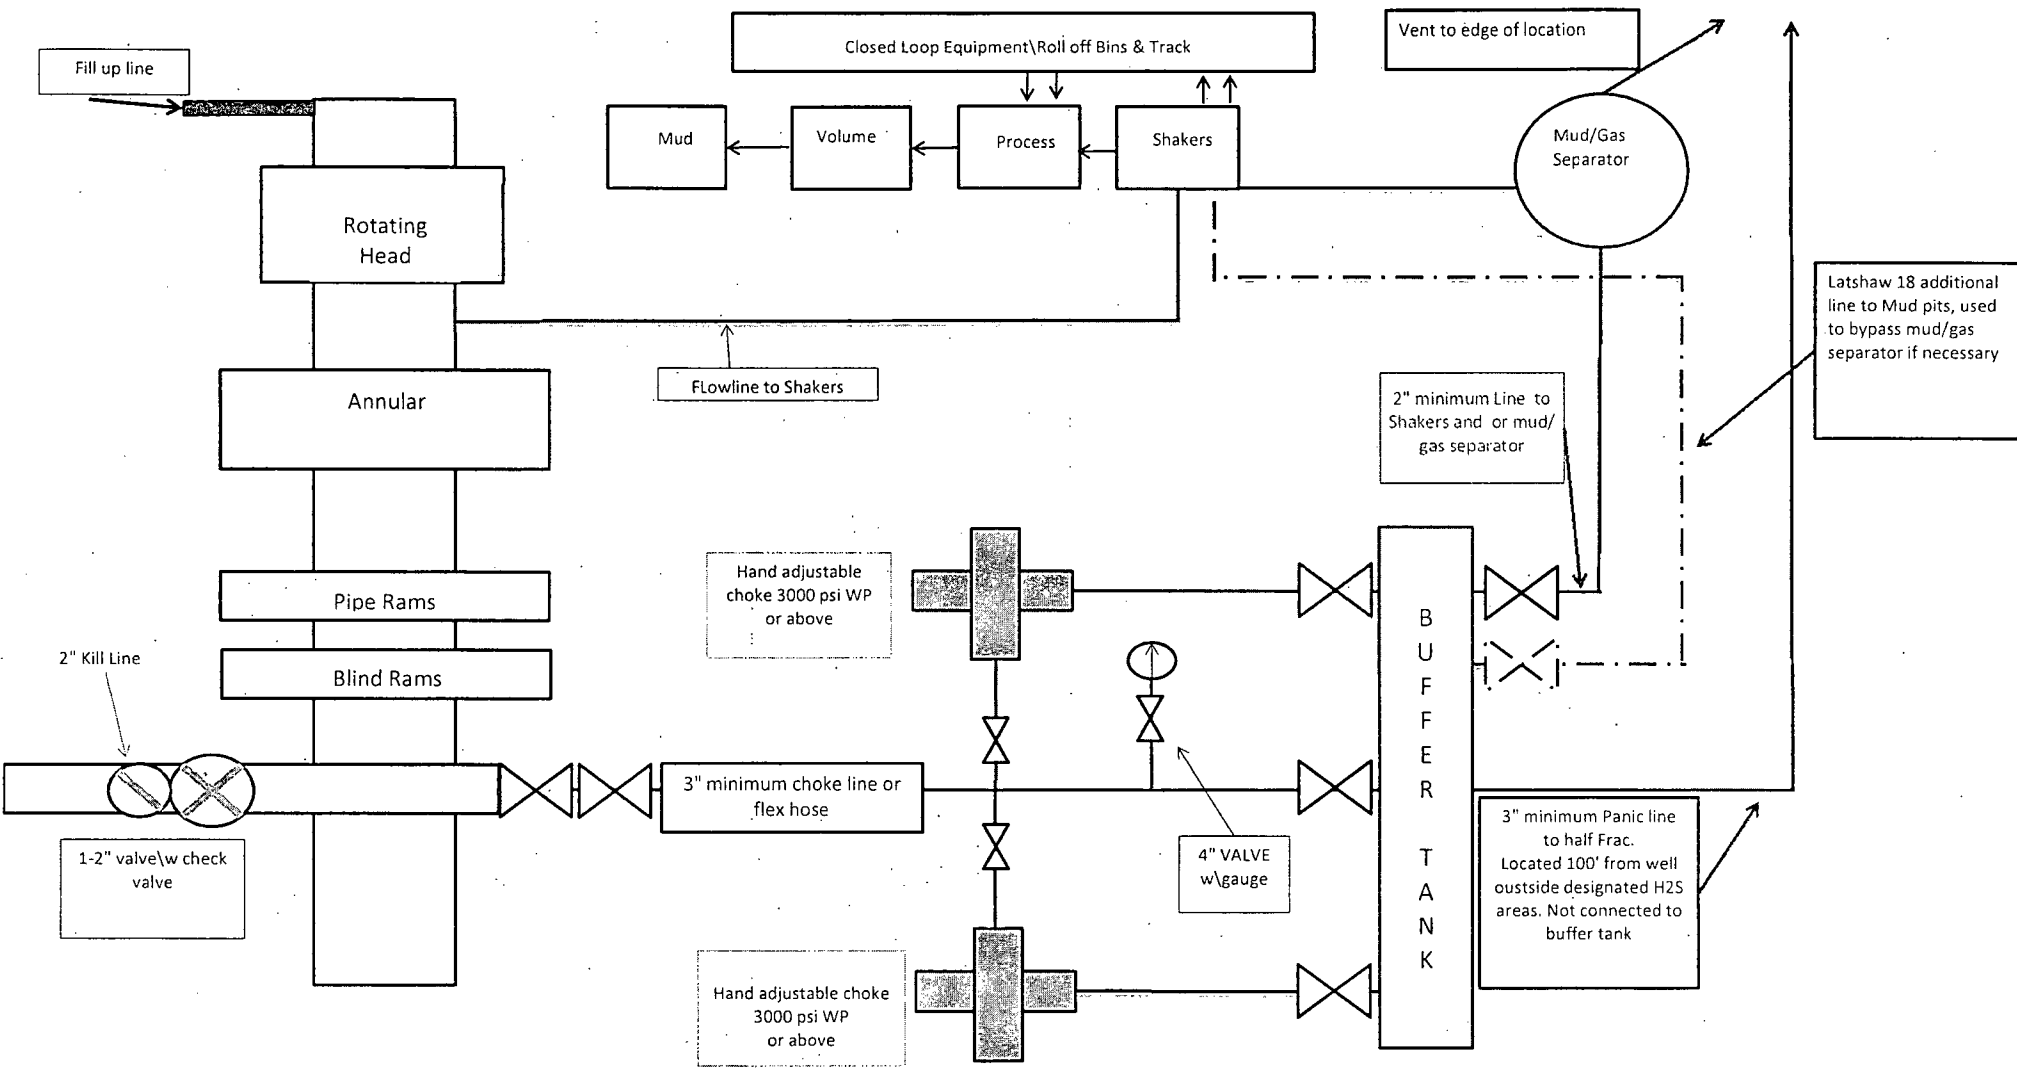 Closed Loop Equipment\Roll off Bins & Track
Vent to edge of location
Fill up line
Mud
Volume
Process
Shakers
Mud/Gas
Separator
Rotating
Head
Latshaw 18 additional
line to Mud pits, used
to bypass mud/gas
separator if necessary
FLowline to Shakers
Annular
2" minimum Line to
Shakers and or mud/
gas separator
Hand adjustable
choke 3000 psi WP
or above
Pipe Rams
2" Kill Line
Blind Rams
B
U
F
F
E
R
T
A
N
K
3" minimum choke line or
flex hose
3" minimum Panic line
to half Frac.
Located 100' from well
oustside designated H2S
areas. Not connected to
buffer tank
1-2" valve\w check
valve
4" VALVE
w\gauge
Hand adjustable choke
3000 psi WP
or above